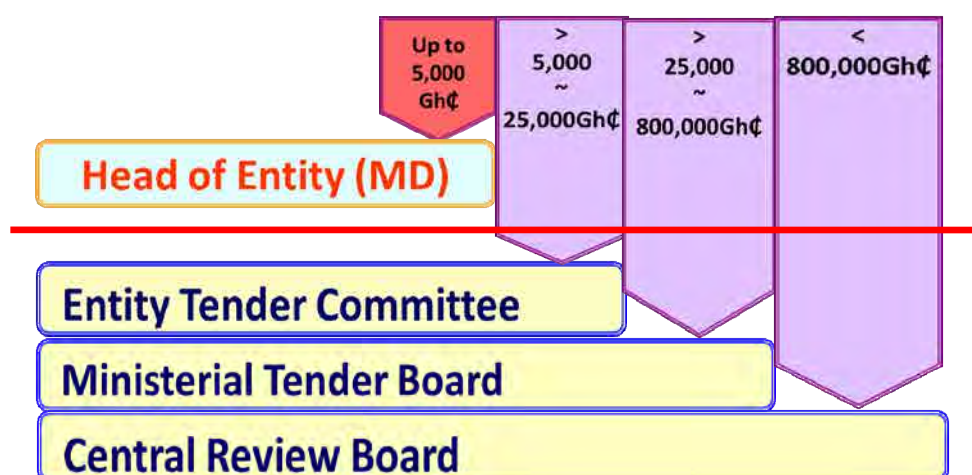 Up to
5,000
Gh₵
>
5,000
~
25,000Gh₵
>
25,000
~
800,000Gh₵
<
800,000Gh₵
Head of Entity (MD)
Entity Tender Committee
Ministerial Tender Board
Central Review Board